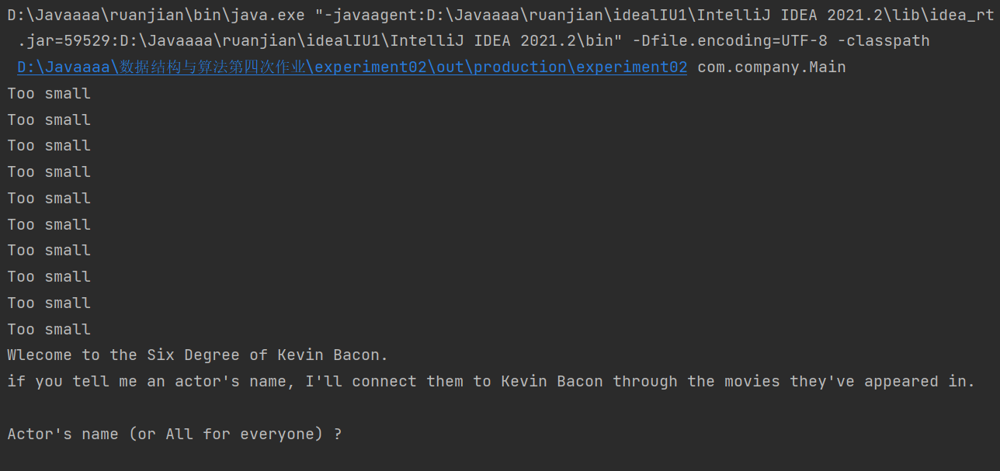 D:\Javaaaa\ruanjian\bin\java.exe "-javaagent:D:\Javaaaa\ruanjian\idealIU1\IntelliJ IDEA 2021.2\lib\idea_rt
.jar=59529:D:\Javaaaa\ruanjian\idealIU1\IntelliJ IDEA 2021.2\bin" -Dfile.encoding=UTF-8 -classpath
D:\Javaaaa\数据结构与算法第四次作业\experiment02\out\production\experiment02 com.company.Main
Too small
Too small
Too small
Too small
Too small
Too small
Too small
Too small
Too small
Too small
Wlecome to the Six Degree of Kevin Bacon.
if you tell me an actor's name, I'll connect them to Kevin Bacon through the movies they've appeared in.
Actor's name (or All for everyone) ?